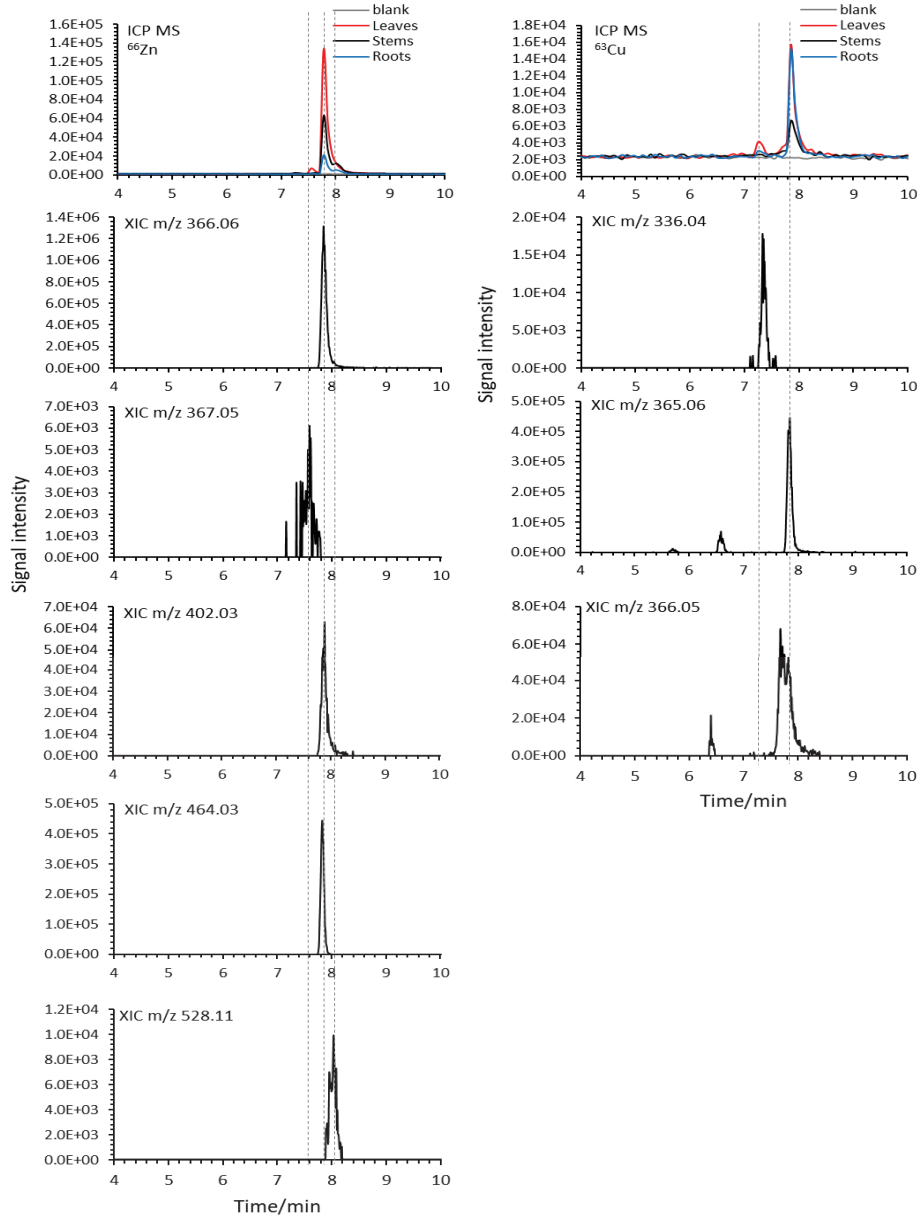 ICP MS
66Zn
blank
Leaves
Stems
Roots
1.6E+05
1.4E+05
1.2E+05
1.0E+05
8.0E+04
6.0E+04
4.0E+04
2.0E+04
0.0E+00
4 5 6 7 8 9 10
XIC m/z 366.06
1.4E+06
1.2E+06
1.0E+06
8.0E+05
6.0E+05
4.0E+05
2.0E+05
0.0E+00
4 5 6 7 8 9 10
XIC m/z 367.05
7.0E+03
6.0E+03
5.0E+03
4.0E+03
3.0E+03
2.0E+03
1.0E+03
0.0E+00
4 5 6 7 8 9 10
Signal intensity
XIC m/z 402.03
7.0E+04
6.0E+04
5.0E+04
4.0E+04
3.0E+04
2.0E+04
1.0E+04
0.0E+00
4 5 6 7 8 9 10
XIC m/z 464.03
5.0E+05
4.0E+05
3.0E+05
2.0E+05
1.0E+05
0.0E+00
4 5 6 7 8 9 10
XIC m/z 528.11
1.2E+04
1.0E+04
8.0E+03
6.0E+03
4.0E+03
2.0E+03
0.0E+00
4 5 6 7 8 9 10
Time/min
ICP MS
63Cu
blank
Leaves
Stems
Roots
1.8E+04
1.6E+04
1.4E+04
1.2E+04
1.0E+04
8.0E+03
6.0E+03
4.0E+03
2.0E+03
0.0E+00
4 5 6 7 8 9 10
XIC m/z 336.04
2.0E+04
1.5E+04
1.0E+04
5.0E+03
0.0E+00
4 5 6 7 8 9 10
Signal intensity
XIC m/z 365.06
5.0E+05
4.0E+05
3.0E+05
2.0E+05
1.0E+05
0.0E+00
4 5 6 7 8 9 10
XIC m/z 366.05
8.0E+04
6.0E+04
4.0E+04
2.0E+04
0.0E+00
4 5 6 7 8 9 10
Time/min